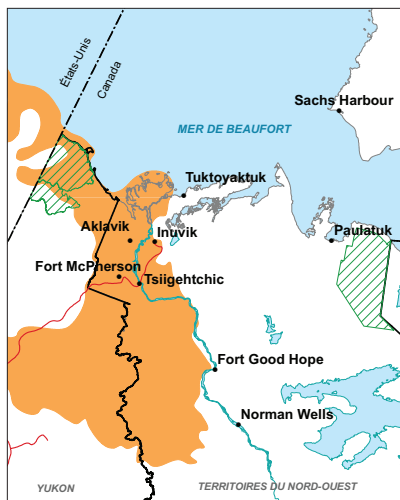 États-Unis
Canada
Sachs Harbour
MER DE BEAUFORT
Tuktoyaktuk
Aklavik
Inuvik
Paulatuk
Fort McPherson
Tsiigehtchic
Fort Good Hope
Norman Wells
YUKON
TERRITOIRES DU NORD-OUEST